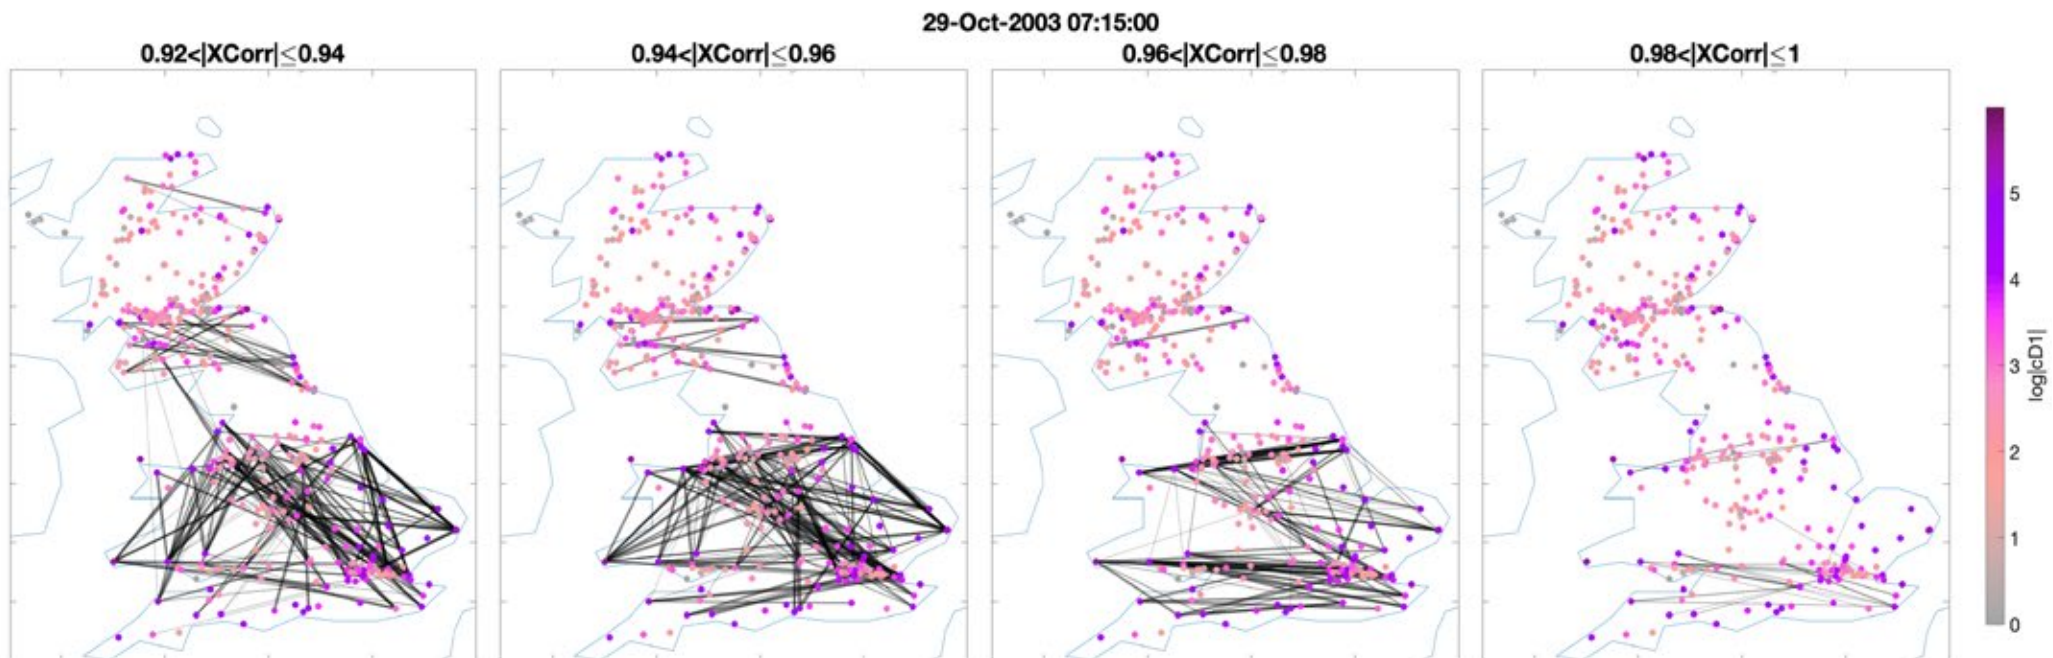 29-Oct-2003 07:15:00
0.92<|XCorr|≤0.94
0.94<|XCorr|≤0.96
0.96<|XCorr|≤0.98
0.98<|XCorr|≤1
5
4
3
2
1
0
log|cD1|